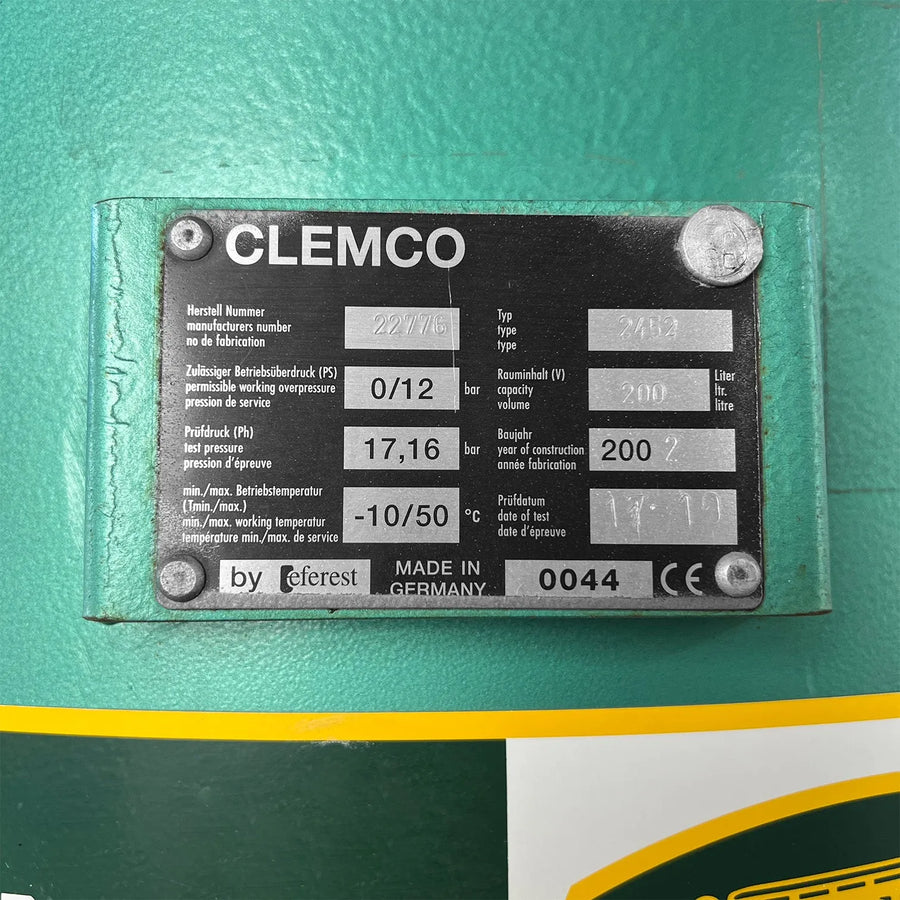 CLEMCO
Herstell Nummer
manufacturers number
no de fabrication
22776
Typ
type
type
2452
Zulässiger Betriebsüberdruck (PS)
permissible working overpressure
pression de service
0/12 bar
Rauminhalt (V)
capacity
volume
200
Liter
ltr.
litre
Prüfdruck (Ph)
test pressure
pression d'épreuve
17,16 bar
Baujahr
year of construction
année fabrication
200 2
min./max. Betriebstemperatur
(Tmin./max.)
min./max. working temperatur
température min./max. de service
-10/50 °C
Prüfdatum
date of test
date d'épreuve
by eferest
MADE IN
GERMANY
0044 CE